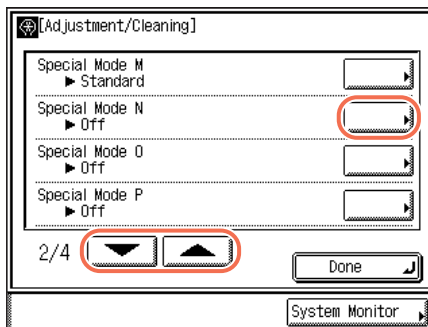 [Adjustment/Cleaning]
Special Mode M
► Standard
Special Mode N
► Off
Special Mode O
► Off
Special Mode P
► Off
2/4
Done
System Monitor